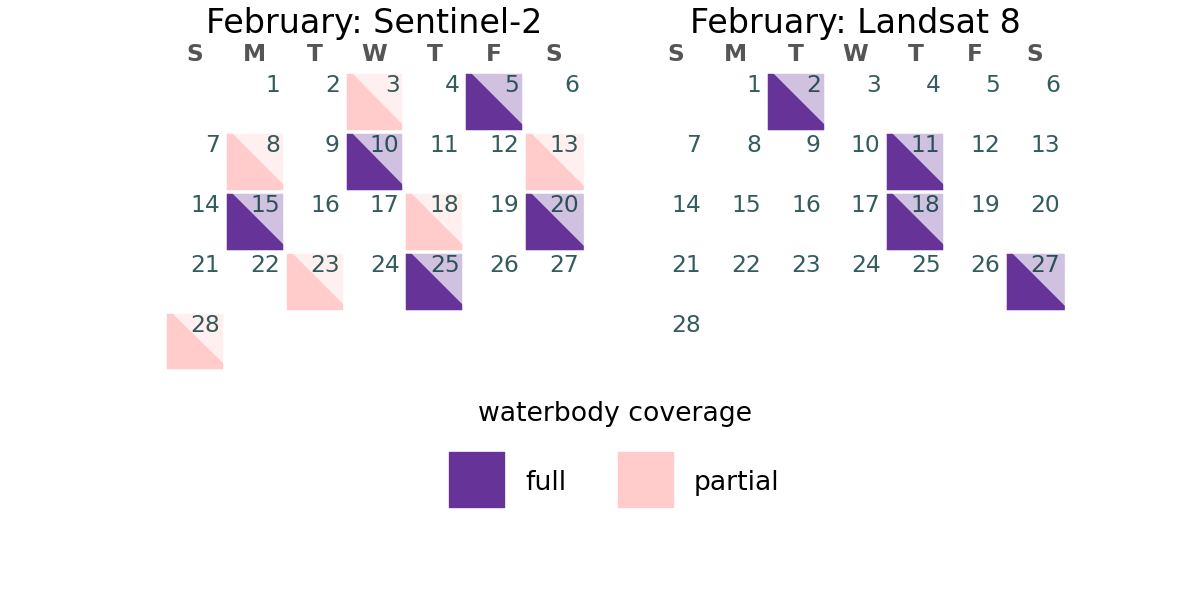 February: Sentinel-2
S M T W T F S
1 2 3 4 5 6
7 8 9 10 11 12 13
14 15 16 17 18 19 20
21 22 23 24 25 26 27
28
February: Landsat 8
S M T W T F S
1 2 3 4 5 6
7 8 9 10 11 12 13
14 15 16 17 18 19 20
21 22 23 24 25 26 27
28
waterbody coverage
full partial